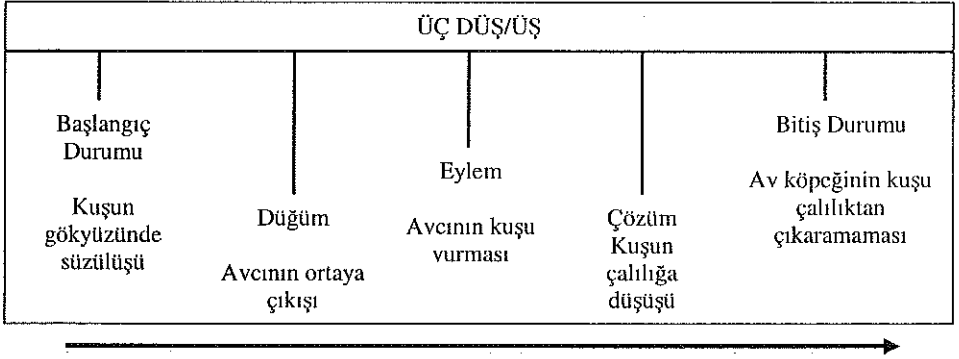 ÜÇ DÜŞ/ÜŞ
Başlangıç
Durumu
Kuşun
gökyüzünde
süzülüşü
Düğüm
Avcının ortaya
çıkışı
Eylem
Avcının kuşu
vurması
Çözüm
Kuşun
çalılığa
düşüşü
Bitiş Durumu
Av köpeğinin kuşu
çalılıktan
çıkaramaması